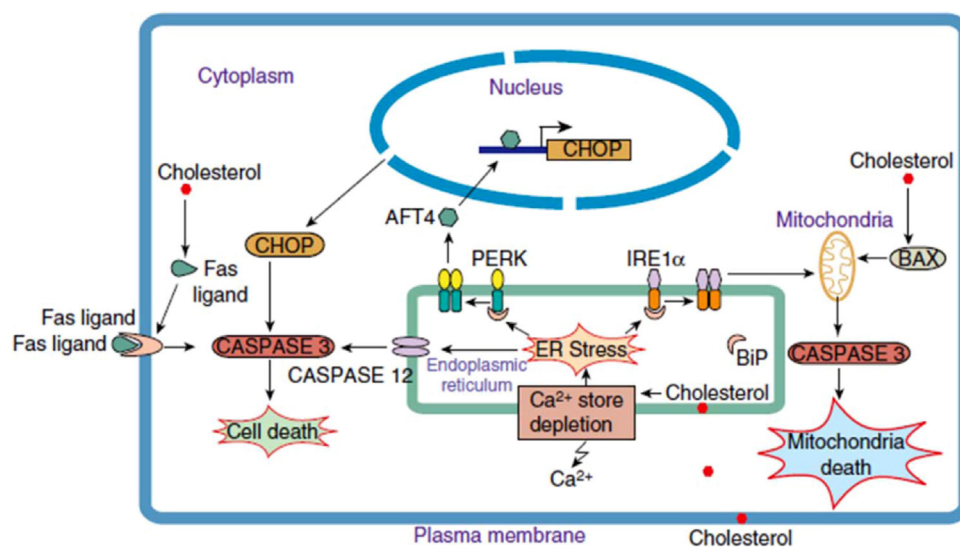 Cytoplasm
Nucleus
CHOP
Cholesterol
AFT4
CHOP
Fas
ligand
Fas ligand
Fas ligand
CASPASE 3
Cell death
CASPASE 12
PERK
IRE1α
Endoplasmic
reticulum
ER Stress
BiP
Ca2+ store
depletion
Ca2+
Cholesterol
Cholesterol
Mitochondria
BAX
CASPASE 3
Mitochondria
death
Plasma membrane
Cholesterol